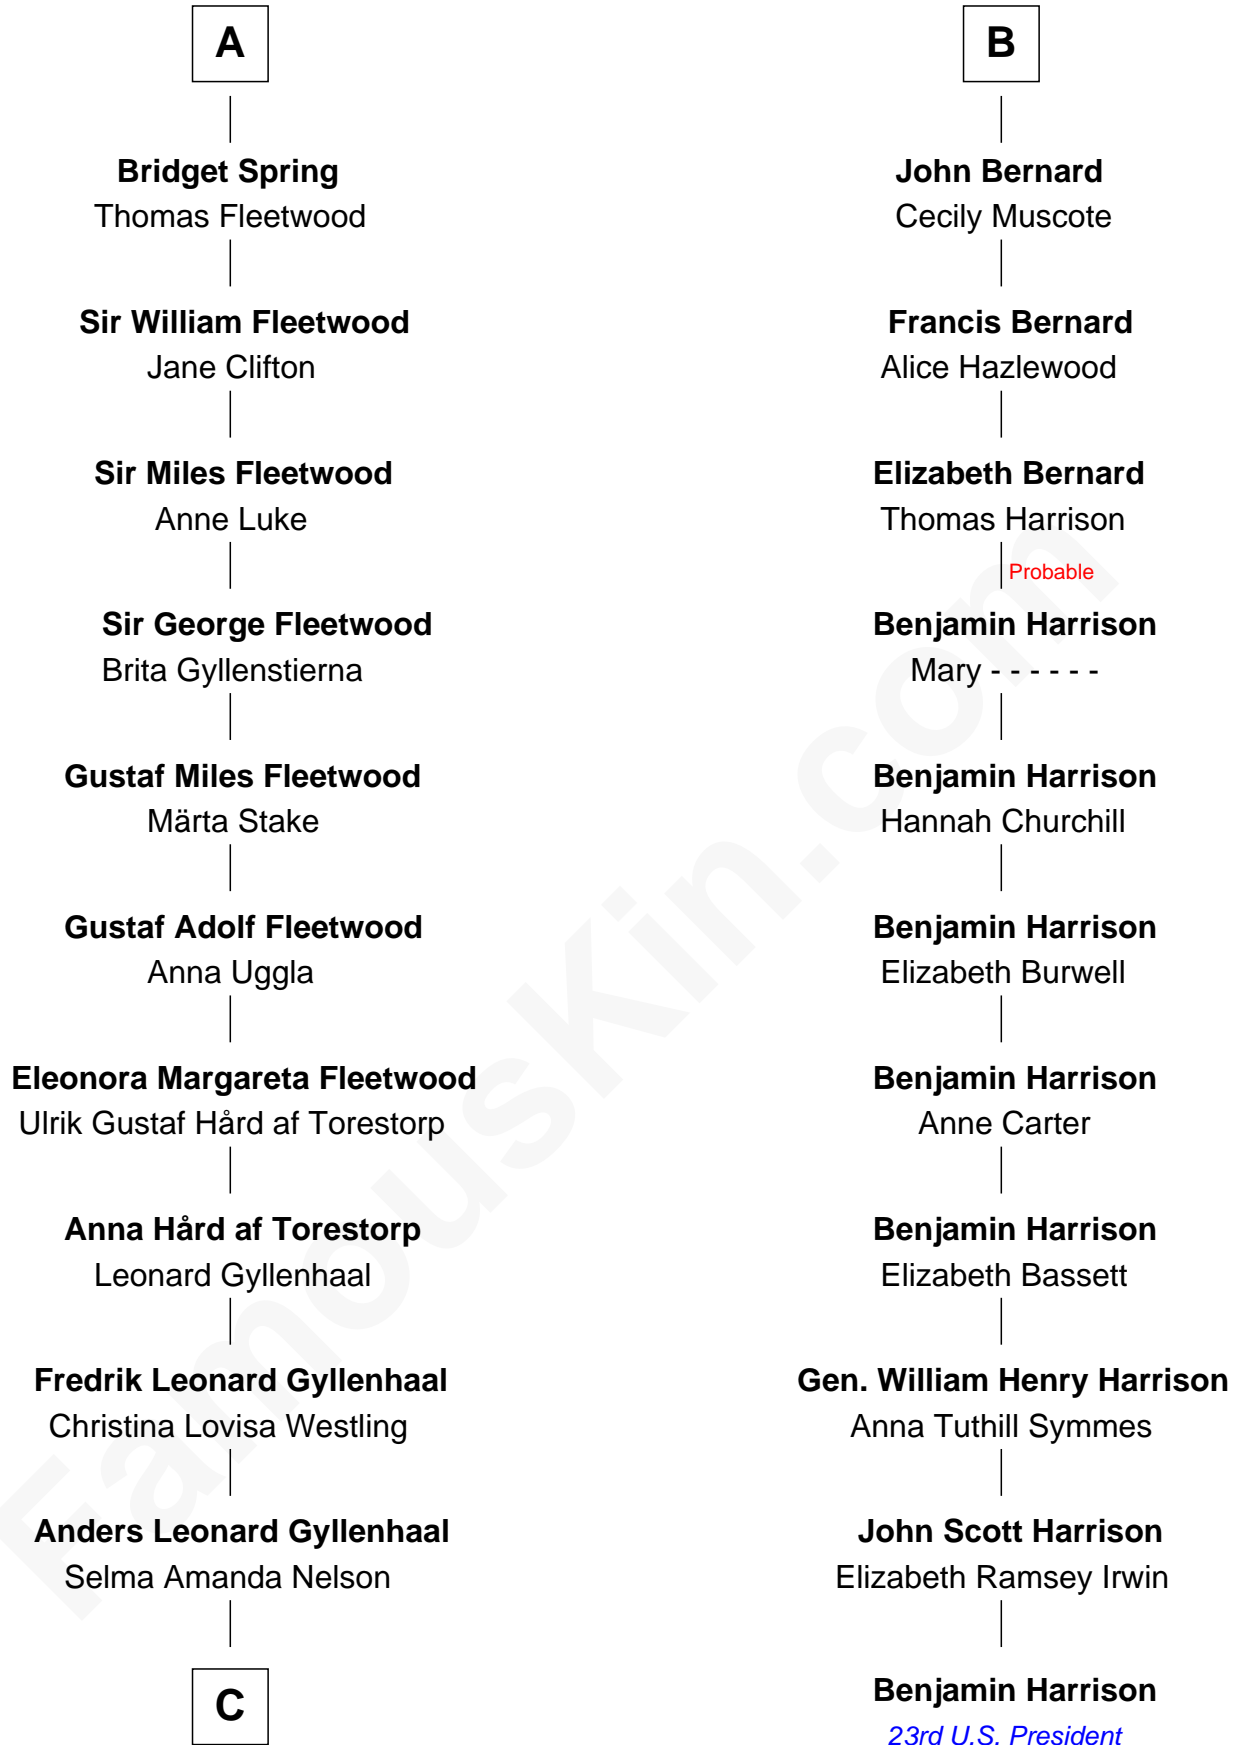 A
Bridget Spring
Thomas Fleetwood
Sir William Fleetwood
Jane Clifton
Sir Miles Fleetwood
Anne Luke
Sir George Fleetwood
Brita Gyllenstierna
Gustaf Miles Fleetwood
Märta Stake
Gustaf Adolf Fleetwood
Anna Uggla
Eleonora Margareta Fleetwood
Ulrik Gustaf Hård af Torestorp
Anna Hård af Torestorp
Leonard Gyllenhaal
Fredrik Leonard Gyllenhaal
Christina Lovisa Westling
Anders Leonard Gyllenhaal
Selma Amanda Nelson
C
B
John Bernard
Cecily Muscote
Francis Bernard
Alice Hazlewood
Elizabeth Bernard
Thomas Harrison
Probable
Benjamin Harrison
Mary - - - - - -
Benjamin Harrison
Hannah Churchill
Benjamin Harrison
Elizabeth Burwell
Benjamin Harrison
Anne Carter
Benjamin Harrison
Elizabeth Bassett
Gen. William Henry Harrison
Anna Tuthill Symmes
John Scott Harrison
Elizabeth Ramsey Irwin
Benjamin Harrison
23rd U.S. President
FamousKin.com